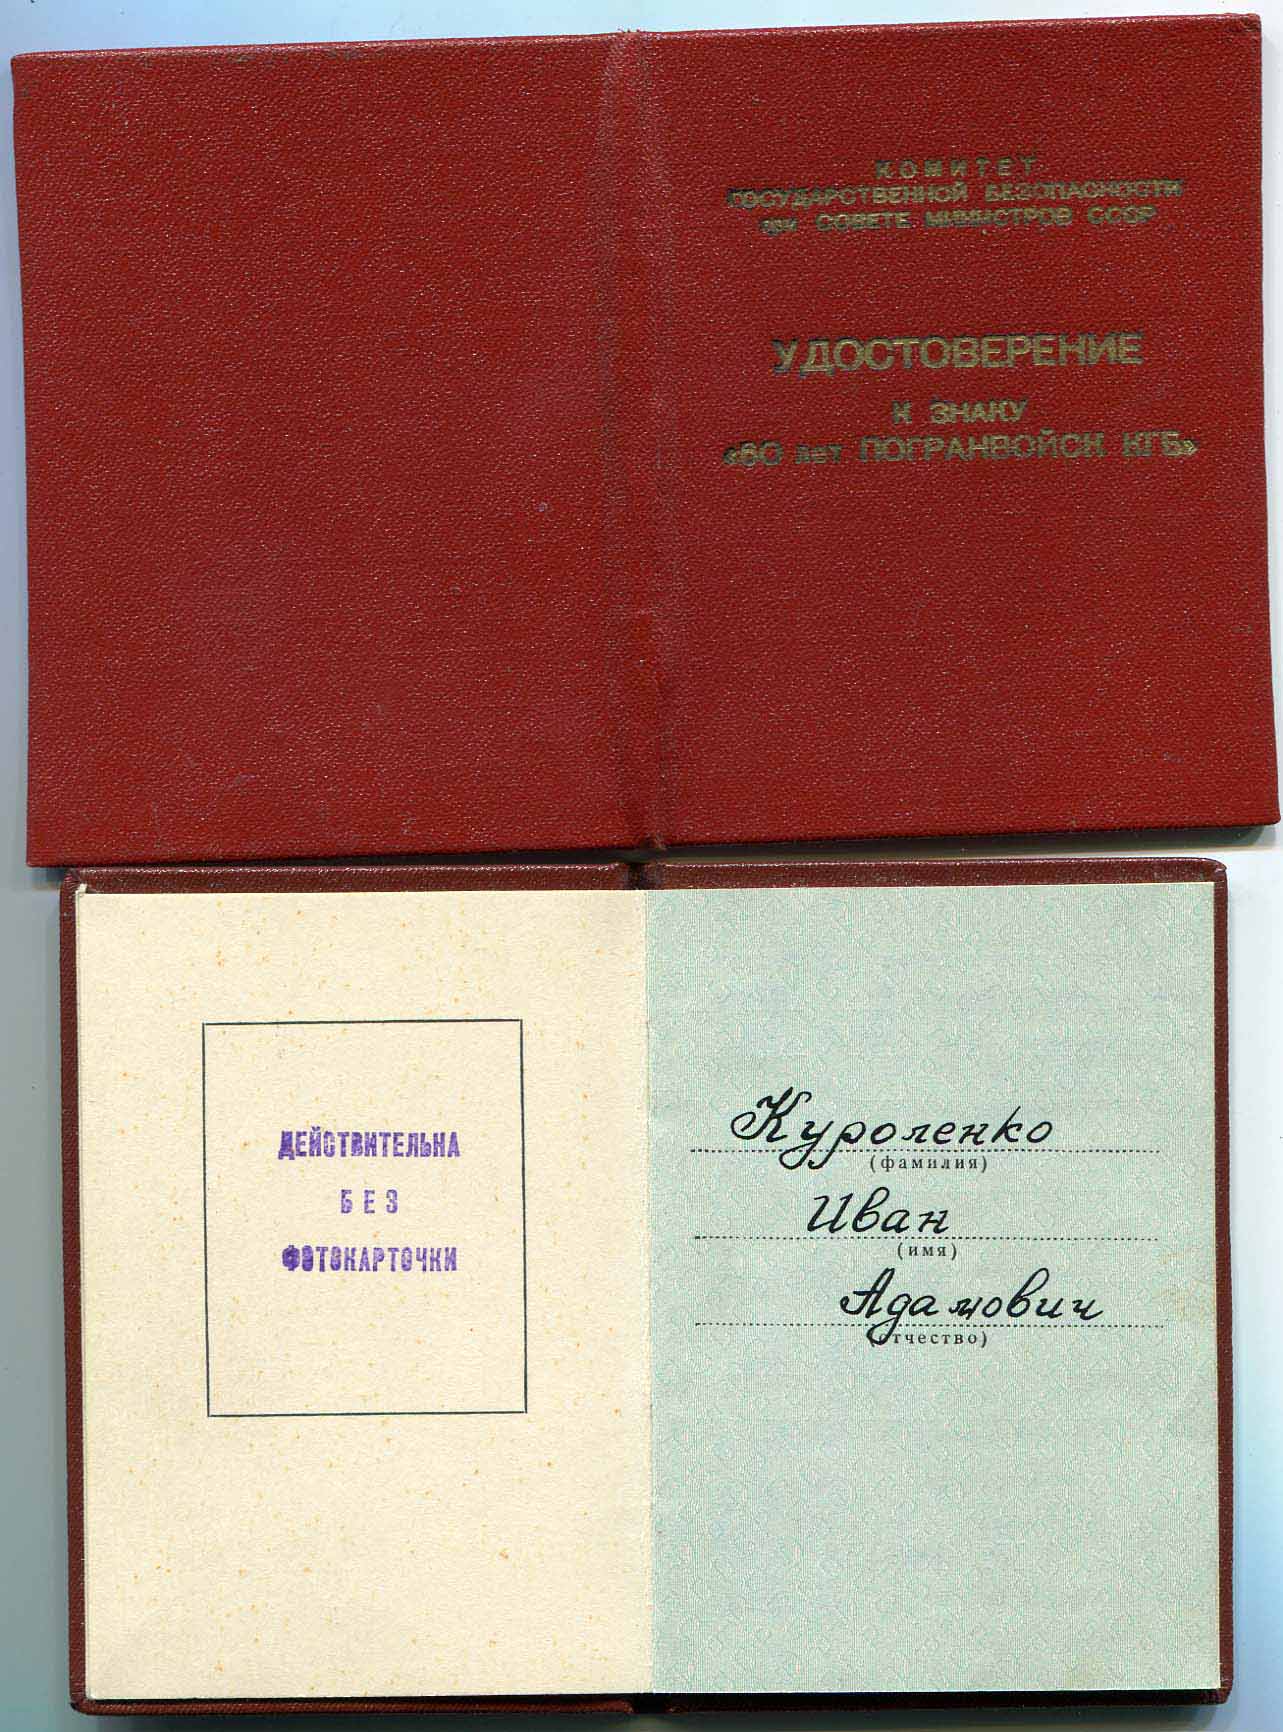 КОМИТЕТ
ГОСУДАРСТВЕННОЙ БЕЗОПАСНОСТИ
при СОВЕТЕ МИНИСТРОВ СССР
УДОСТОВЕРЕНИЕ
К ЗНАКУ
«60 лет ПОГРАНВОЙСК КГБ»
ДЕЙСТВИТЕЛЬНА
БЕЗ
ФОТОКАРТОЧКИ
Куроленко
(фамилия)
Иван
(имя)
Адамович
(отчество)